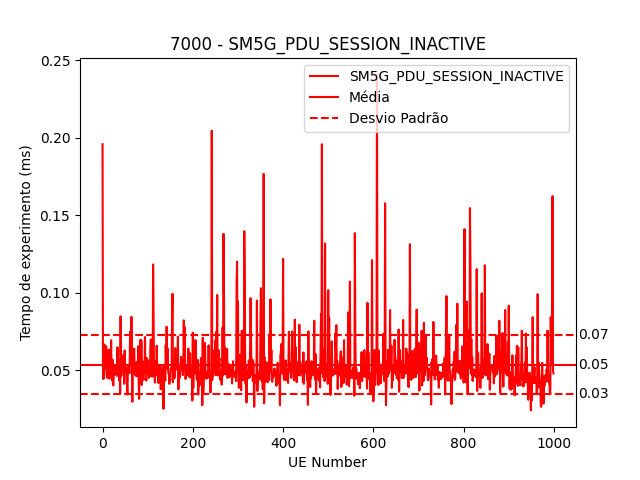 7000 - SM5G_PDU_SESSION_INACTIVE
SM5G_PDU_SESSION_INACTIVE
Média
Desvio Padrão
Tempo de experimento (ms)
0.25
0.20
0.15
0.10
0.05
0.07
0.05
0.03
0 200 400 600 800 1000
UE Number